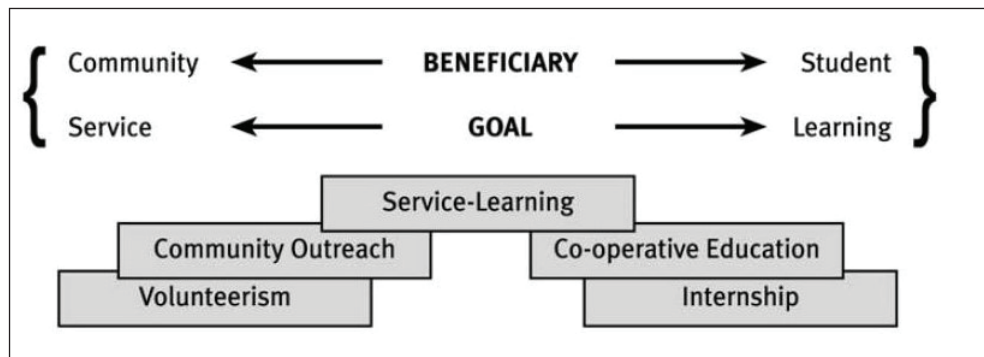 Community BENEFICIARY Student
Service GOAL Learning
Service-Learning
Community Outreach Co-operative Education
Volunteerism Internship